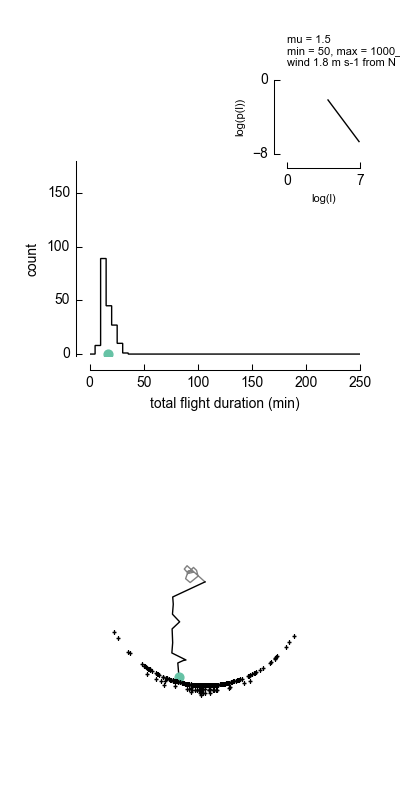 mu = 1.5
min = 50, max = 1000_
wind 1.8 m s-1 from N
0
−8
log(p(l))
0 7
log(l)
150
100
50
0
count
0 50 100 150 200 250
total flight duration (min)